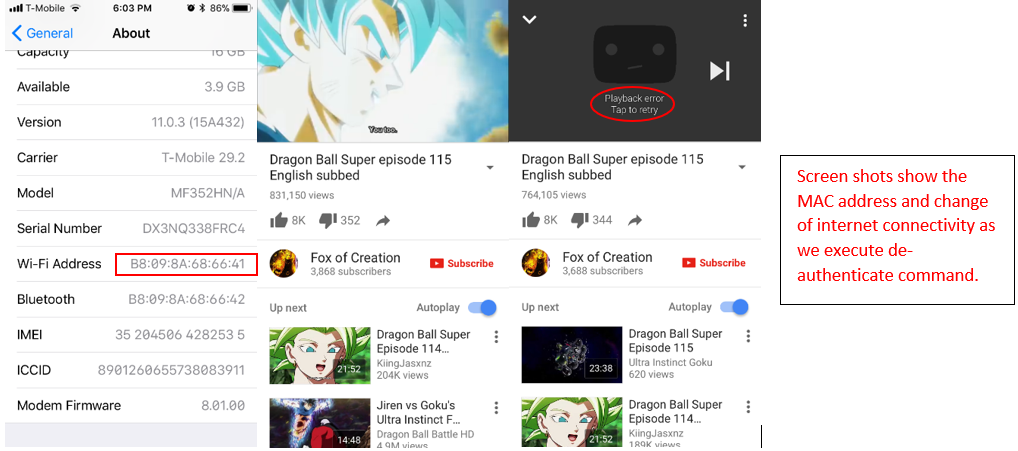 T-Mobile 6:03 PM 86%
General About
Capacity 16 GB
Available 3.9 GB
Version 11.0.3 (15A432)
Carrier T-Mobile 29.2
Model MF352HN/A
Serial Number DX3NQ338FRC4
Wi-Fi Address B8:09:8A:68:66:41
Bluetooth B8:09:8A:68:66:42
IMEI 35 204506 428253 5
ICCID 8901260655738083911
Modem Firmware 8.01.00
You too.
Dragon Ball Super episode 115
English subbed
831,150 views
8K 352
Fox of Creation
3,868 subscribers
Subscribe
Up next Autoplay
21:52
Dragon Ball Super
Episode 114...
KiingJasxnz
204K views
14:48
Jiren vs Goku's
Ultra Instinct F...
Dragon Ball Battle HD
4.9M views
Playback error
Tap to retry
Dragon Ball Super episode 115
English subbed
764,105 views
8K 344
Fox of Creation
3,688 subscribers
Subscribe
Up next Autoplay
23:38
Dragon Ball Super
Episode 115
Ultra Instinct Goku
620 views
21:52
Dragon Ball Super
Episode 114...
KiingJasxnz
189K views
Screen shots show the
MAC address and change
of internet connectivity as
we execute de-
authenticate command.